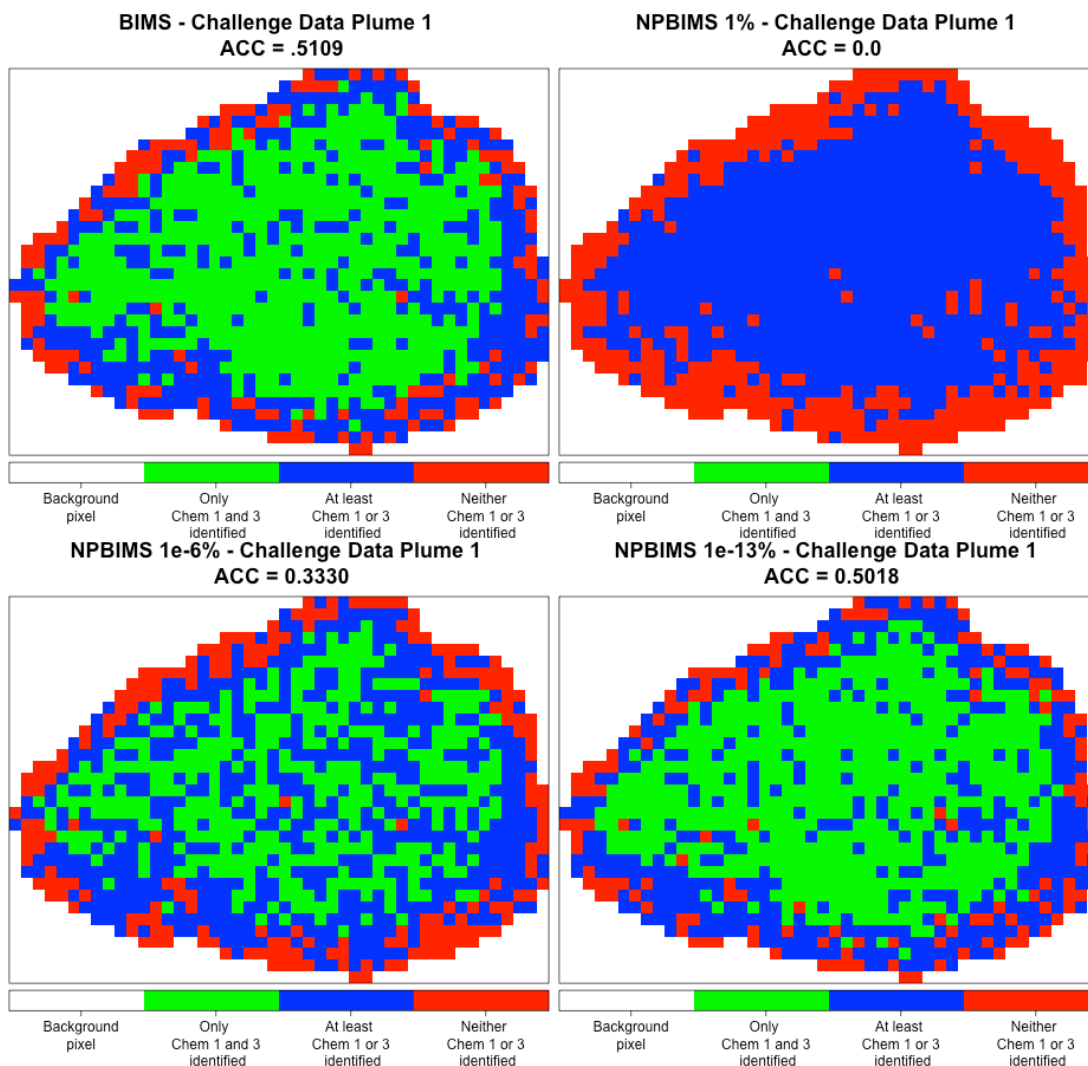 BIMS - Challenge Data Plume 1
ACC = .5109
NPBIMS 1% - Challenge Data Plume 1
ACC = 0.0
Background
pixel
Only
Chem 1 and 3
identified
At least
Chem 1 or 3
identified
Neither
Chem 1 or 3
identified
Background
pixel
Only
Chem 1 and 3
identified
At least
Chem 1 or 3
identified
Neither
Chem 1 or 3
identified
NPBIMS 1e-6% - Challenge Data Plume 1
ACC = 0.3330
NPBIMS 1e-13% - Challenge Data Plume 1
ACC = 0.5018
Background
pixel
Only
Chem 1 and 3
identified
At least
Chem 1 or 3
identified
Neither
Chem 1 or 3
identified
Background
pixel
Only
Chem 1 and 3
identified
At least
Chem 1 or 3
identified
Neither
Chem 1 or 3
identified